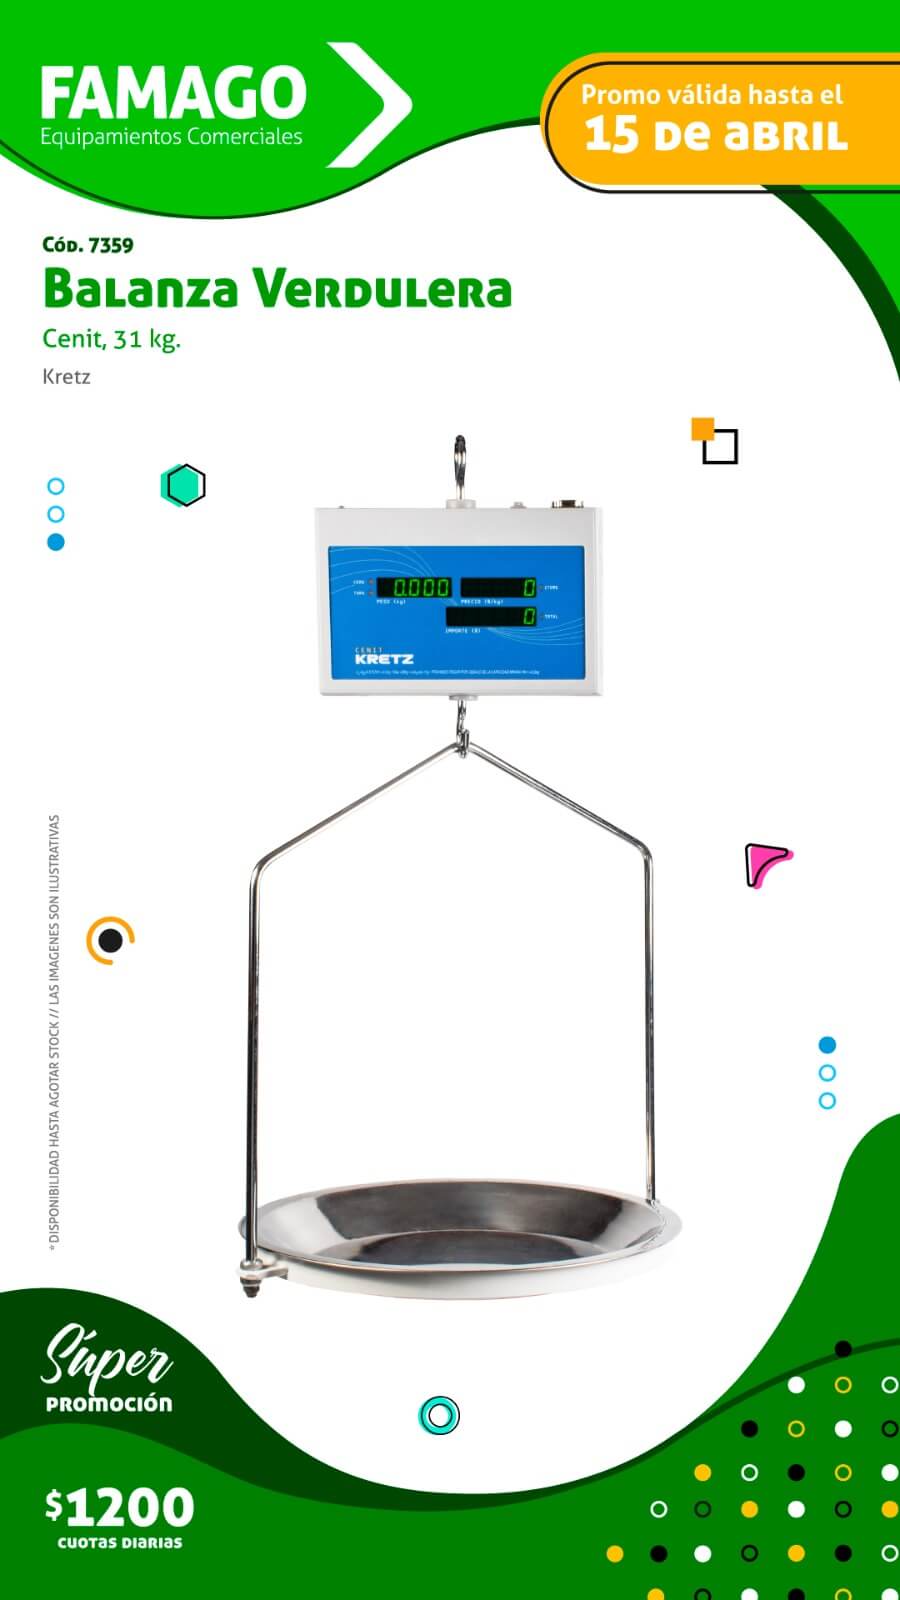 FAMAGO
Equipamientos Comerciales
Promo válida hasta el
15 DE ABRIL
Cód. 7359
Balanza Verdulera
Cenit, 31 kg.
Kretz
CERO
0.000
0
ITEMS
TARA
PESO (kg)
PRECIO ($/kg)
0
TOTAL
IMPORTE ($)
CENIT
KRETZ
*DISPONIBILIDAD HASTA AGOTAR STOCK // LAS IMAGENES SON ILUSTRATIVAS
Súper
PROMOCIÓN
$1200
CUOTAS DIARIAS